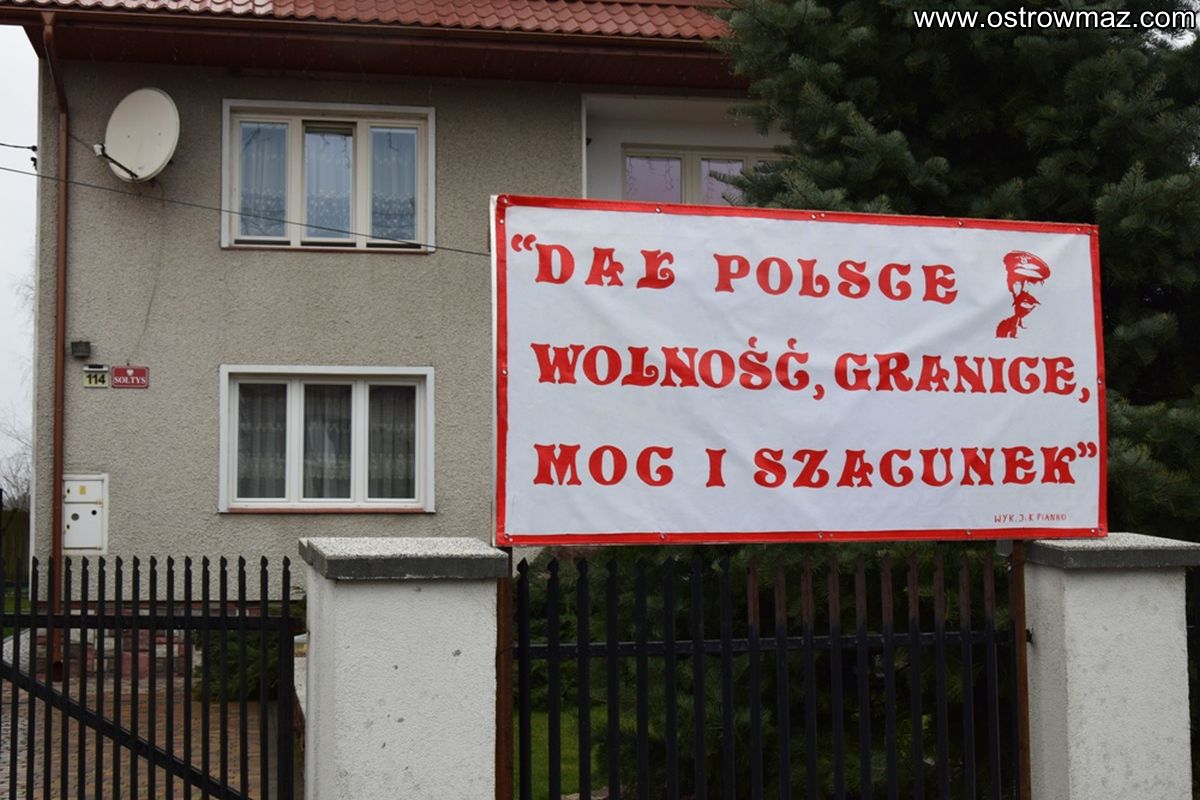 www.ostrowmaz.com
"DAŁ POLSCE
WOLNOŚĆ, GRANICE,
MOC I SZACUNEK"
WYK. J. K PIANKO
114
SOŁTYS